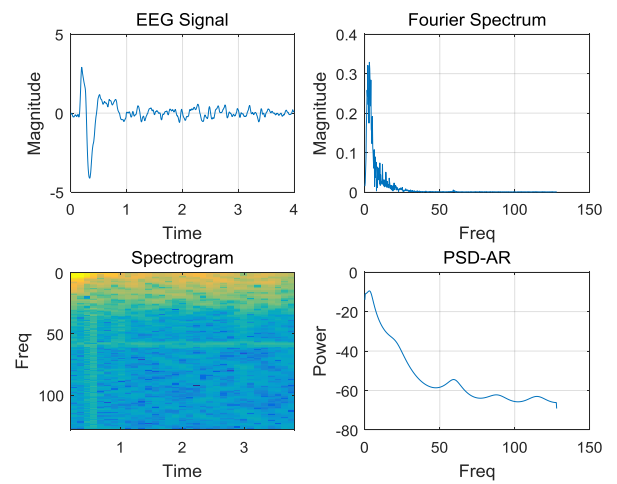 EEG Signal
5
0
-5
Magnitude
0 1 2 3 4
Time
Fourier Spectrum
0.4
0.3
0.2
0.1
0
Magnitude
0 50 100 150
Freq
Spectrogram
0
50
100
Freq
1 2 3
Time
PSD-AR
0
-20
-40
-60
-80
Power
0 50 100 150
Freq